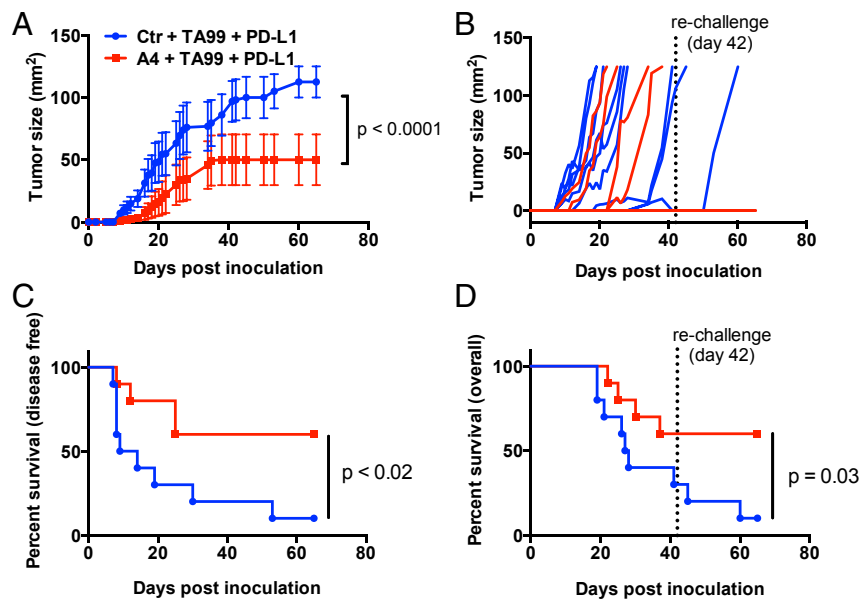 A
Ctr + TA99 + PD-L1
A4 + TA99 + PD-L1
Tumor size (mm²)
150
100
50
0
0 20 40 60 80
Days post inoculation
p < 0.0001
B
re-challenge
(day 42)
Tumor size (mm²)
150
100
50
0
0 20 40 60 80
Days post inoculation
C
Percent survival (disease free)
100
50
0
0 20 40 60 80
Days post inoculation
p < 0.02
D
re-challenge
(day 42)
Percent survival (overall)
100
50
0
0 20 40 60 80
Days post inoculation
p = 0.03